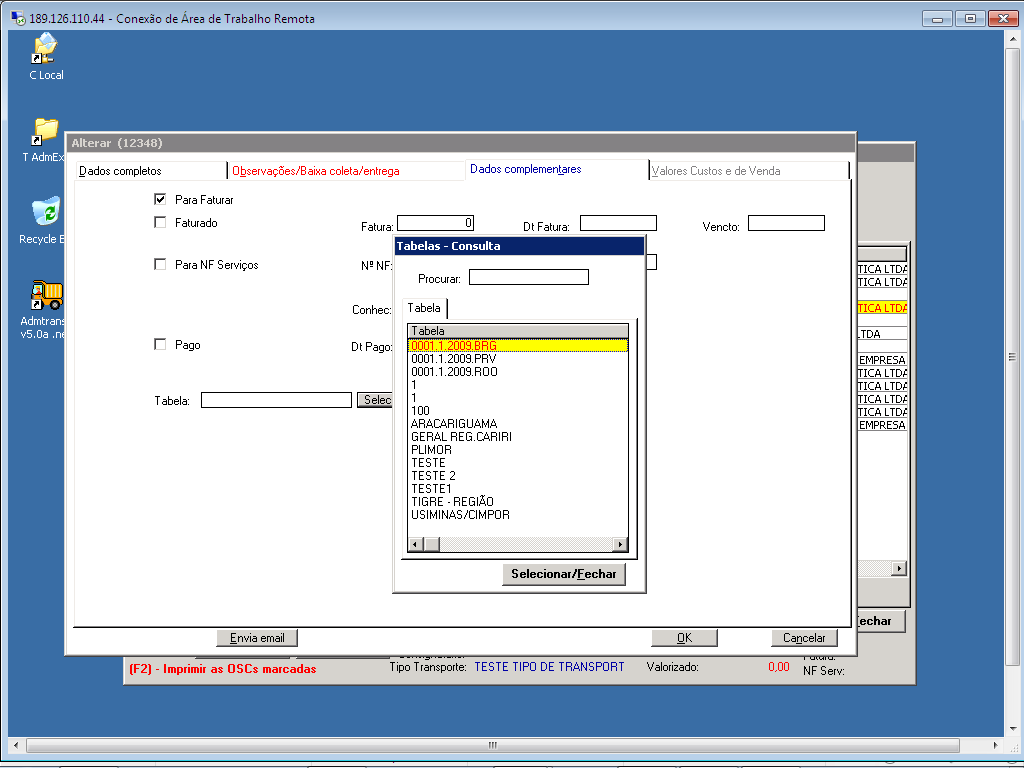 189.126.110.44 - Conexão de Área de Trabalho Remota
C Local
T AdmEx
Recycle B
Admtrans
v5.0a .ne
Alterar (12348)
Dados completos
Observações/Baixa coleta/entrega
Dados complementares
Valores Custos e de Venda
Para Faturar
Faturado
Fatura:
0
Dt Fatura:
Vencto:
Para NF Serviços
Nº NF:
Conhec:
Pago
Dt Pago:
Tabela:
Selec
Tabelas - Consulta
Procurar:
Tabela
Tabela
0001.1.2009.BRG
0001.1.2009.PRV
0001.1.2009.ROO
1
1
100
ARACARIGUAMA
GERAL REG.CARIRI
PLIMOR
TESTE
TESTE 2
TESTE1
TIGRE - REGIÃO
USIMINAS/CIMPOR
Selecionar/Fechar
TICA LTDA
TICA LTDA
TICA LTDA
LTDA
EMPRESA
TICA LTDA
TICA LTDA
TICA LTDA
TICA LTDA
EMPRESA
echar
Envia email
OK
Cancelar
(F2) - Imprimir as OSCs marcadas
Tipo Transporte:
TESTE TIPO DE TRANSPORT
Valorizado:
0,00
NF Serv: